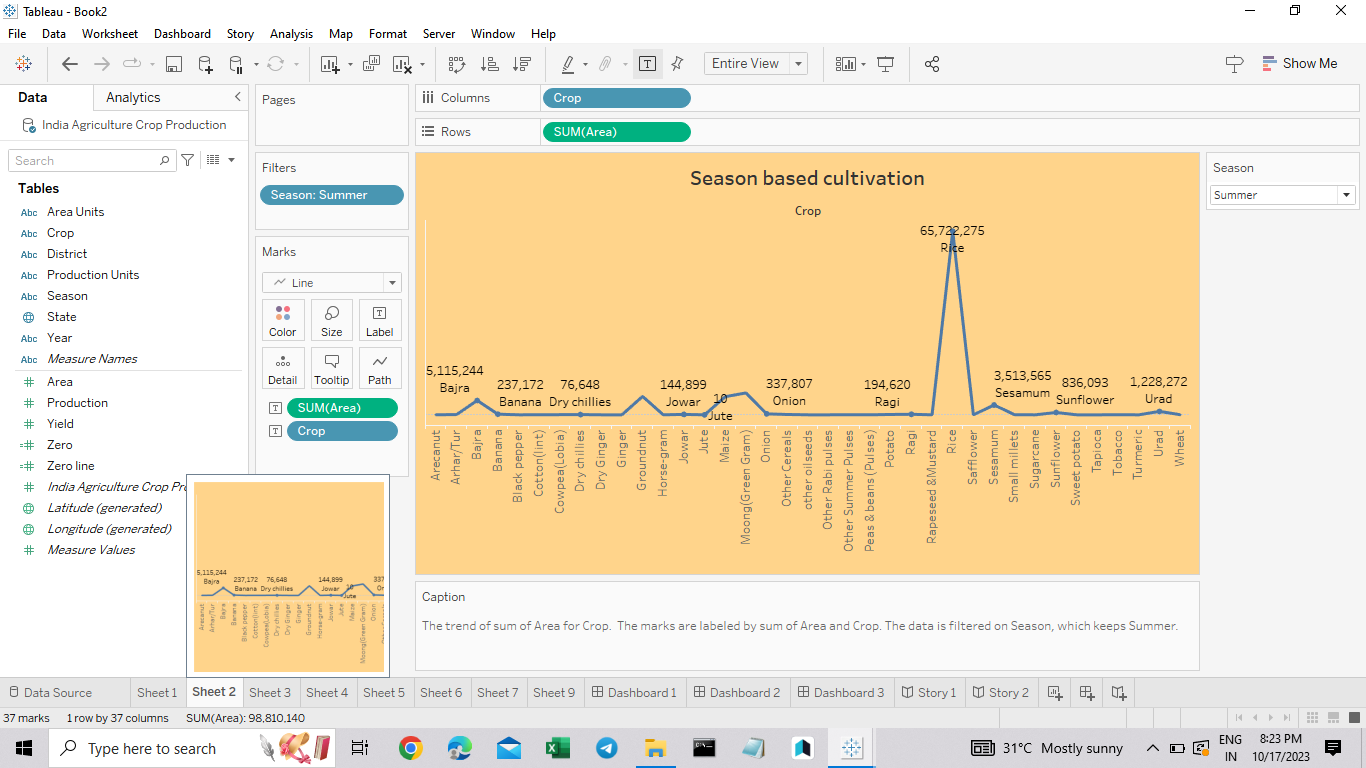 Tableau - Book2
File Data Worksheet Dashboard Story Analysis Map Format Server Window Help
Entire View
Show Me
Data Analytics
India Agriculture Crop Production
Search
Tables
Abc Area Units
Abc Crop
Abc District
Abc Production Units
Abc Season
State
Abc Year
Abc Measure Names
Area
Production
Yield
Zero
Zero line
India Agriculture Crop Pro
Latitude (generated)
Longitude (generated)
Measure Values
Pages
Filters
Season: Summer
Marks
Line
Color Size Label
Detail Tooltip Path
SUM(Area)
Crop
Columns Crop
Rows SUM(Area)
Season based cultivation
Crop
65,722,275
Rice
5,115,244
Bajra
237,172
Banana
76,648
Dry chillies
144,899
Jowar
10
Jute
337,807
Onion
194,620
Ragi
3,513,565
Sesamum
836,093
Sunflower
1,228,272
Urad
Arecanut
Arhar/Tur
Bajra
Banana
Black pepper
Cotton(lint)
Cowpea(Lobia)
Dry chillies
Dry Ginger
Ginger
Groundnut
Horse-gram
Jowar
Jute
Maize
Moong(Green Gram)
Onion
Other Cereals
other oilseeds
Other Rabi pulses
Other Summer Pulses
Peas & beans (Pulses)
Potato
Ragi
Rapeseed &Mustard
Rice
Safflower
Sesamum
Small millets
Sugarcane
Sunflower
Sweet potato
Tapioca
Tobacco
Turmeric
Urad
Wheat
Season
Summer
Caption
The trend of sum of Area for Crop.  The marks are labeled by sum of Area and Crop. The data is filtered on Season, which keeps Summer.
5,115,244
Bajra
237,172
Banana
76,648
Dry chillies
144,899
Jowar
10
Jute
337
On
Arecanut
Arhar/Tur
Bajra
Banana
Black pepper
Cotton(lint)
Cowpea(Lobia)
Dry chillies
Dry Ginger
Ginger
Groundnut
Horse-gram
Jowar
Jute
Maize
Moong(Green Gram)
Onion
Data Source Sheet 1 Sheet 2 Sheet 3 Sheet 4 Sheet 5 Sheet 6 Sheet 7 Sheet 9 Dashboard 1 Dashboard 2 Dashboard 3 Story 1 Story 2
37 marks 1 row by 37 columns SUM(Area): 98,810,140
Type here to search
31°C Mostly sunny
ENG
IN
8:23 PM
10/17/2023